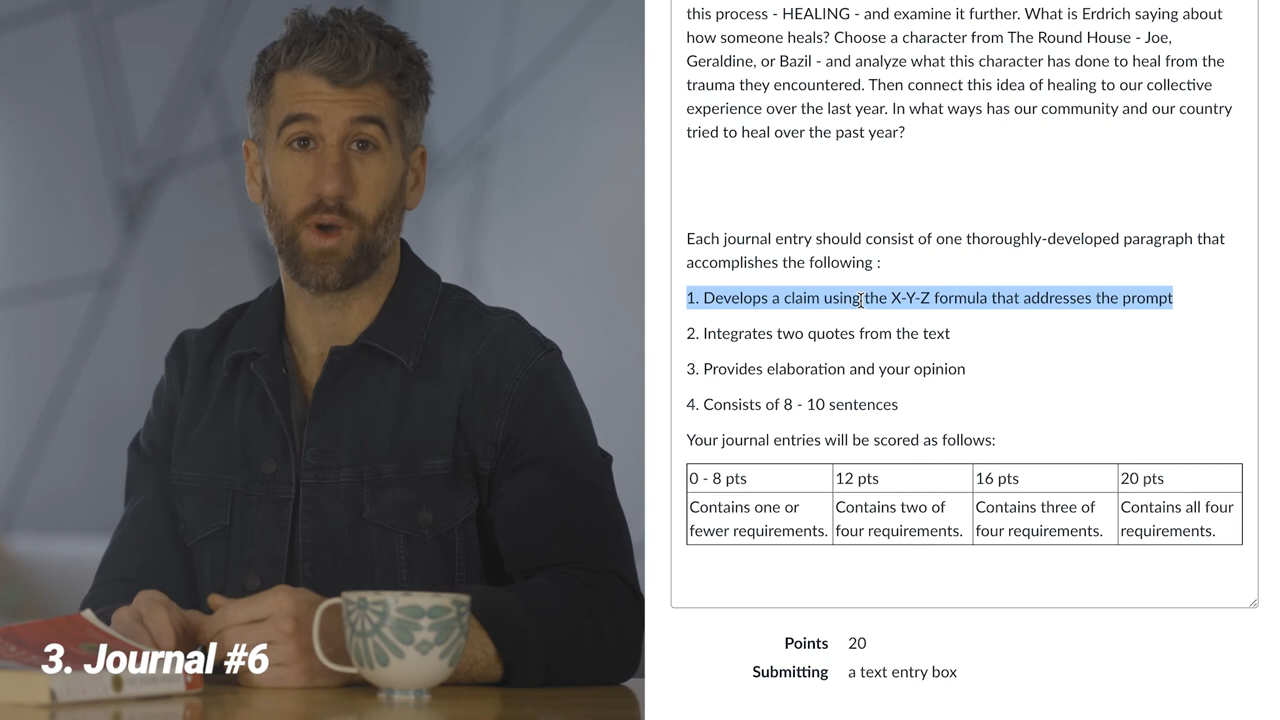 this process - HEALING - and examine it further. What is Erdrich saying about
how someone heals? Choose a character from The Round House - Joe,
Geraldine, or Bazil - and analyze what this character has done to heal from the
trauma they encountered. Then connect this idea of healing to our collective
experience over the last year. In what ways has our community and our country
tried to heal over the past year?
Each journal entry should consist of one thoroughly-developed paragraph that
accomplishes the following :
1. Develops a claim using the X-Y-Z formula that addresses the prompt
2. Integrates two quotes from the text
3. Provides elaboration and your opinion
4. Consists of 8 - 10 sentences
Your journal entries will be scored as follows:
0 - 8 pts 12 pts 16 pts 20 pts
Contains one or Contains two of Contains three of Contains all four
fewer requirements. four requirements. four requirements. requirements.
Points 20
Submitting a text entry box
3. Journal #6